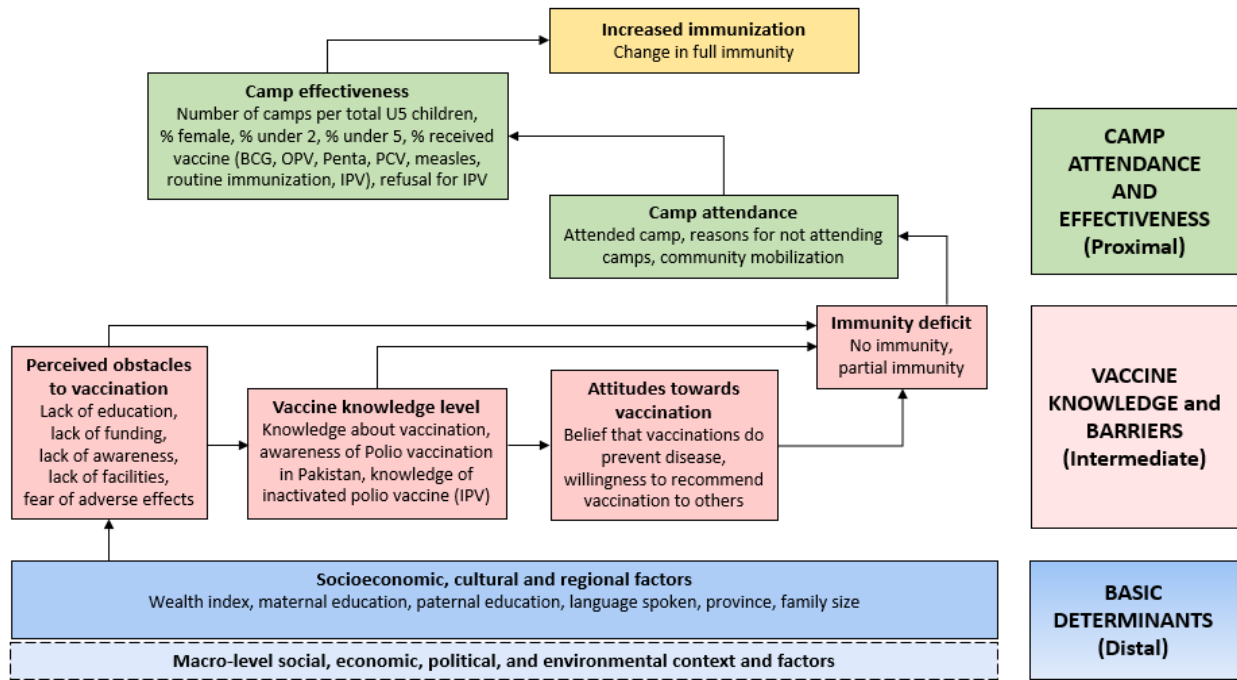 Increased immunization
Change in full immunity
Camp effectiveness
Number of camps per total U5 children,
% female, % under 2, % under 5, % received
vaccine (BCG, OPV, Penta, PCV, measles,
routine immunization, IPV), refusal for IPV
CAMP
ATTENDANCE
AND
EFFECTIVENESS
(Proximal)
Camp attendance
Attended camp, reasons for not attending
camps, community mobilization
Immunity deficit
No immunity,
partial immunity
Perceived obstacles
to vaccination
Lack of education,
lack of funding,
lack of awareness,
lack of facilities,
fear of adverse effects
Vaccine knowledge level
Knowledge about vaccination,
awareness of Polio vaccination
in Pakistan, knowledge of
inactivated polio vaccine (IPV)
Attitudes towards
vaccination
Belief that vaccinations do
prevent disease,
willingness to recommend
vaccination to others
VACCINE
KNOWLEDGE and
BARRIERS
(Intermediate)
Socioeconomic, cultural and regional factors
Wealth index, maternal education, paternal education, language spoken, province, family size
Macro-level social, economic, political, and environmental context and factors
BASIC
DETERMINANTS
(Distal)